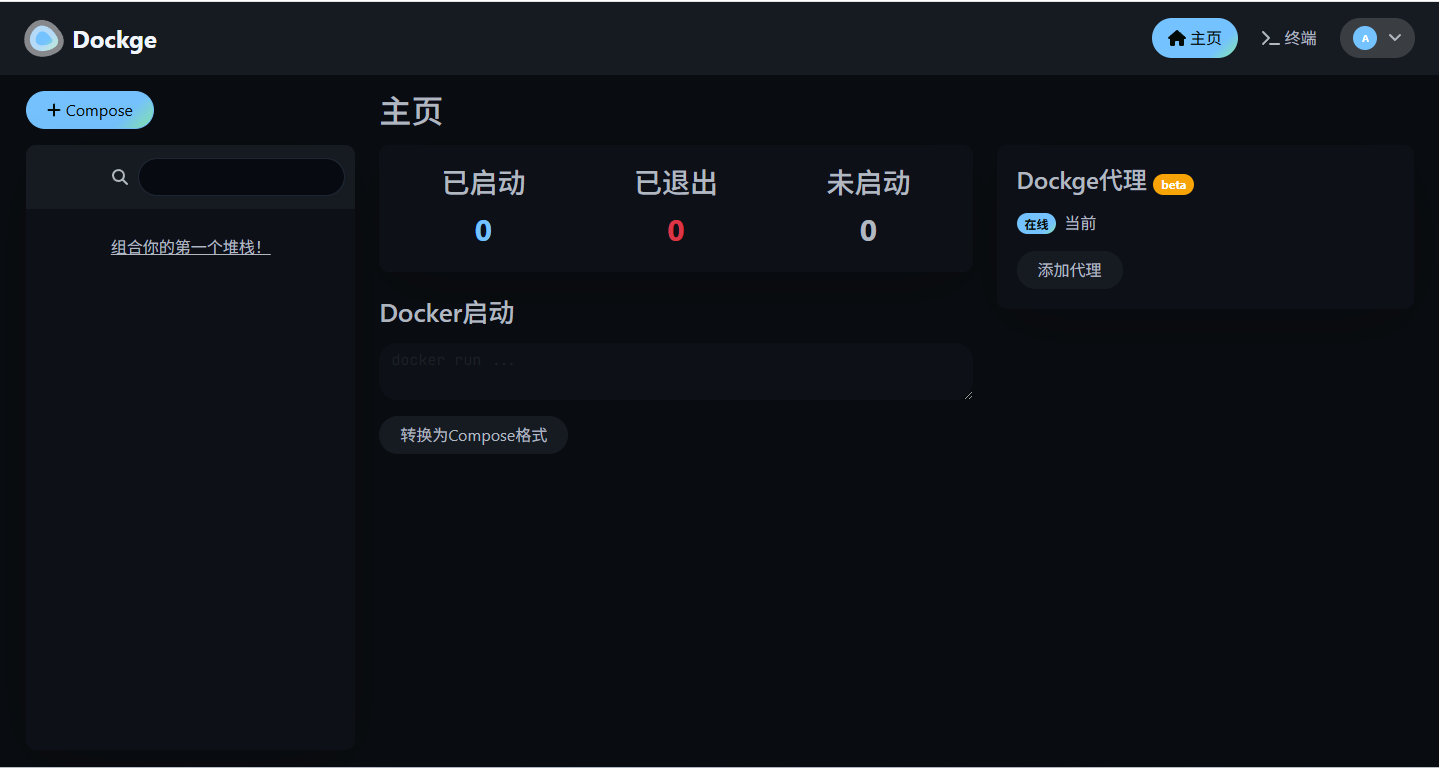 Dockge
主页
终端
A
Compose
主页
组合你的第一个堆栈！
已启动
已退出
未启动
0
0
0
Docker启动
docker run ...
转换为Compose格式
Dockge代理 beta
在线 当前
添加代理